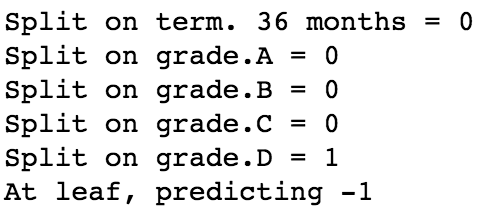 Split on term. 36 months = 0
Split on grade.A = 0
Split on grade.B = 0
Split on grade.C = 0
Split on grade.D = 1
At leaf, predicting -1